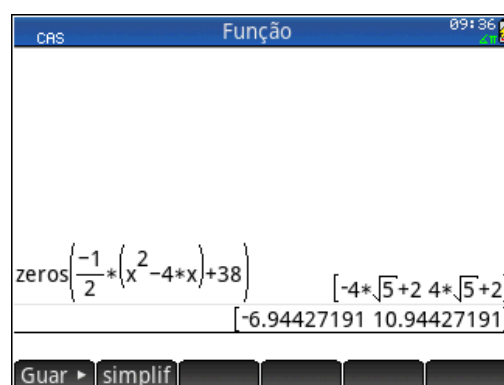 CAS Função 09:36
∡π
zeros(-1/2*(x²-4*x)+38)
[-4*√5+2 4*√5+2]
[-6.94427191 10.94427191]
Guar ▸ simplif